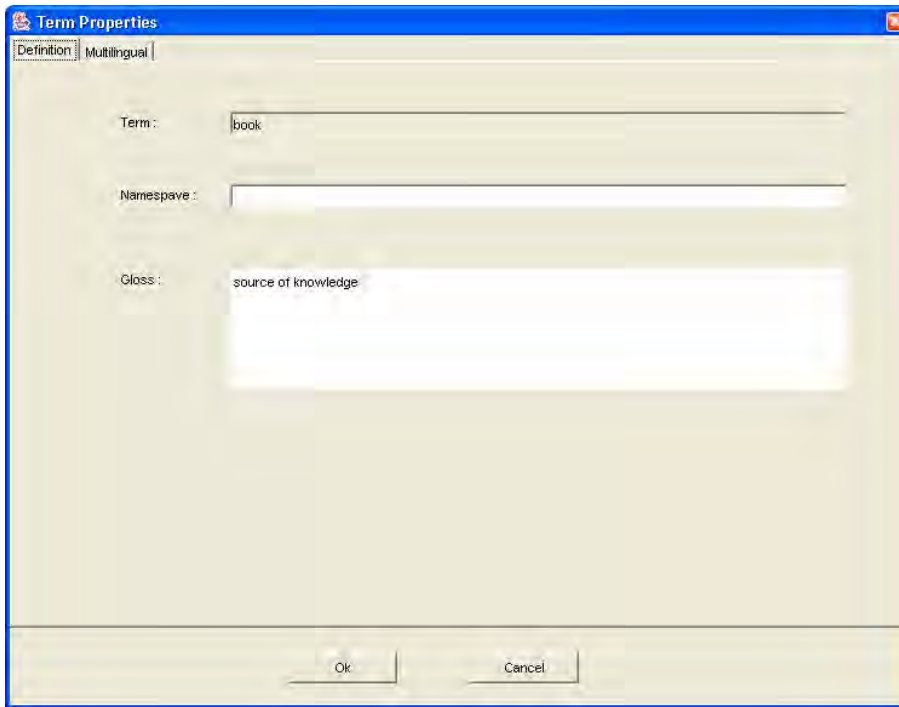 Term Properties
Definition Multilingual
Term : book
Namespave :
Gloss : source of knowledge
Ok Cancel